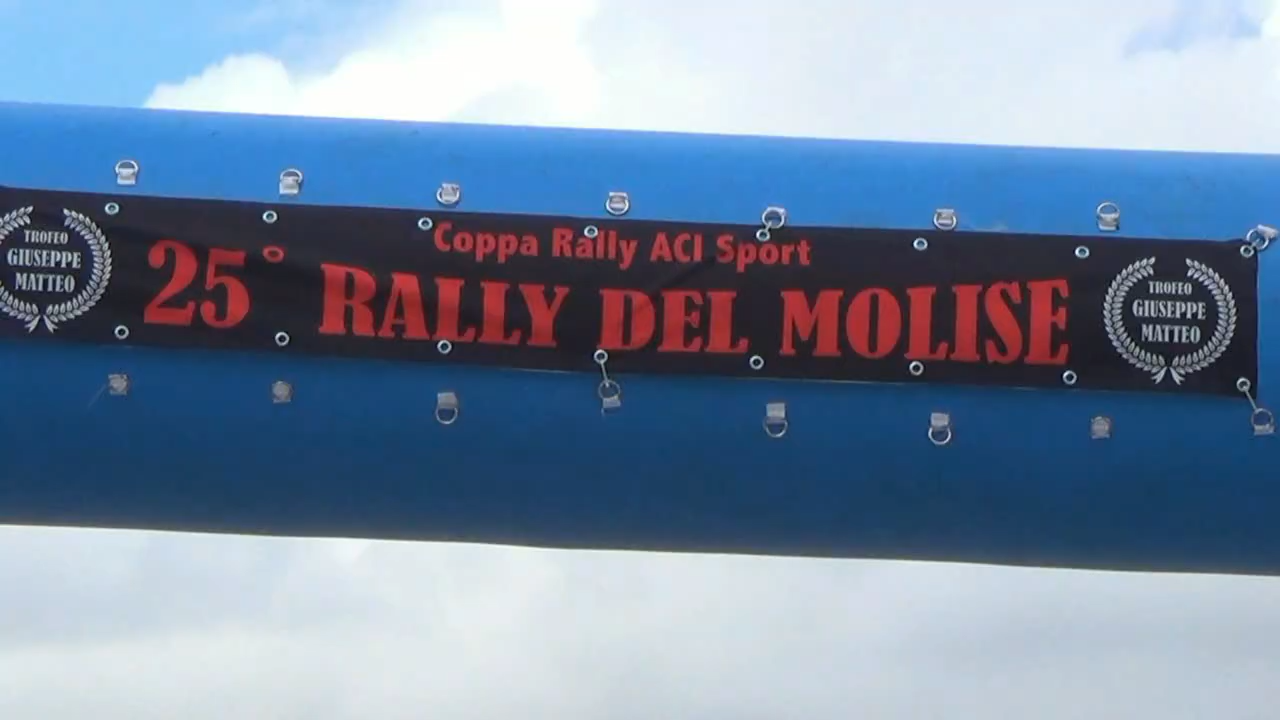 TROFEO
GIUSEPPE
MATTEO
Coppa Rally ACI Sport
25° RALLY DEL MOLISE
TROFEO
GIUSEPPE
MATTEO